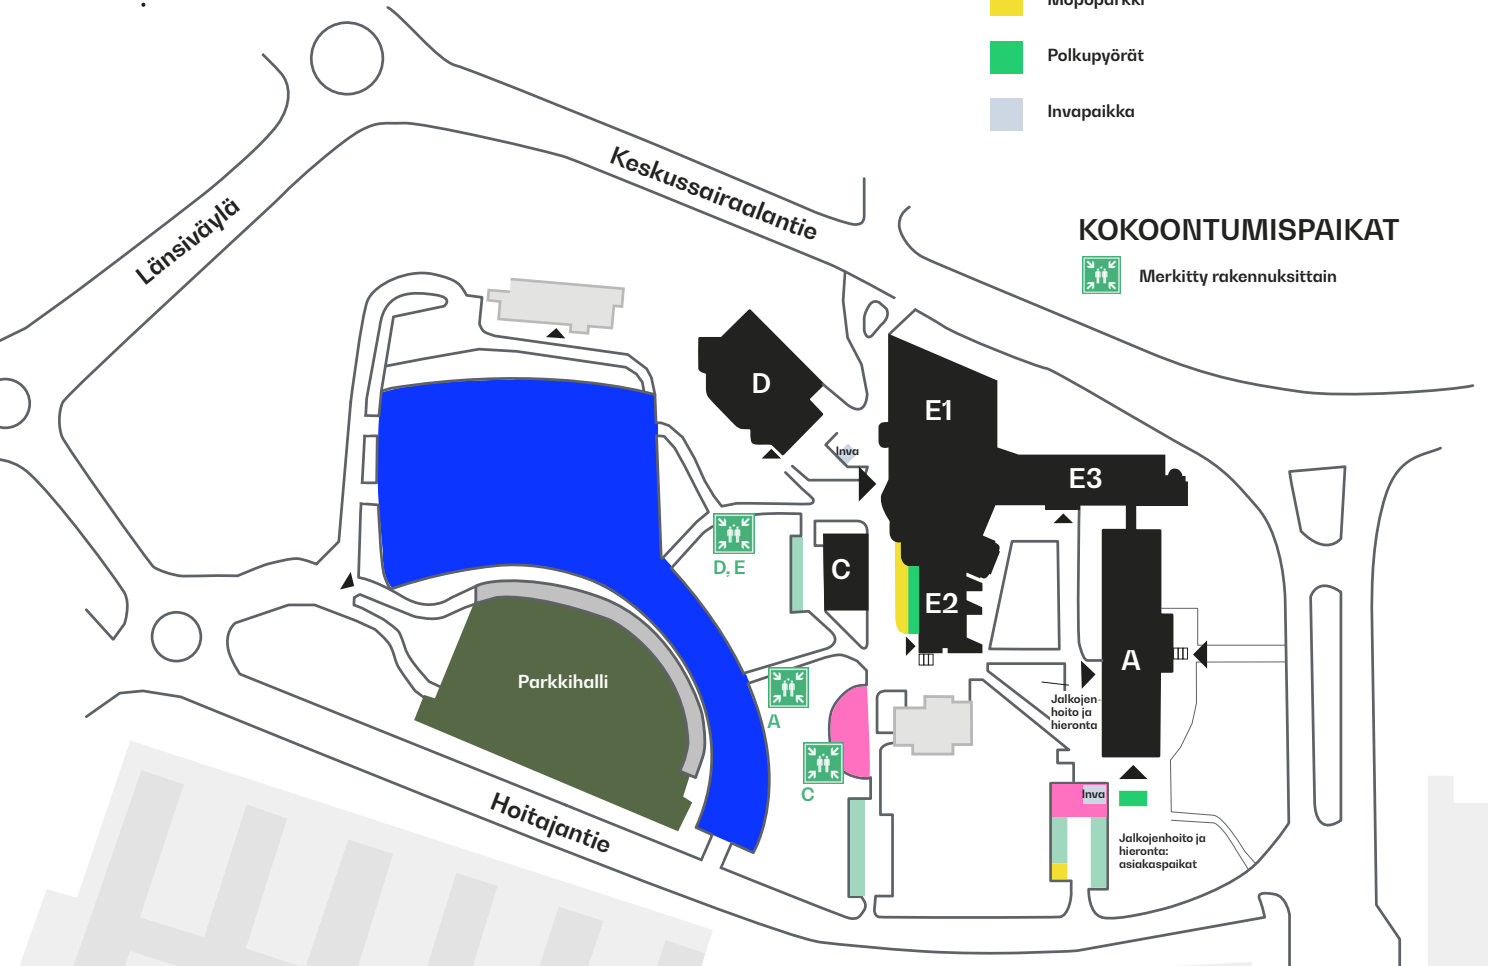 Mopoparkki
Polkupyörät
Invapaikka
Keskussairaalantie
Länsiväylä
KOKOONTUMISPAIKAT
Merkitty rakennuksittain
D
E1
Inva
E3
D, E
C
E2
A
Parkkihalli
A
Jalkojen-
hoito ja
hieronta
C
Inva
Hoitajantie
Jalkojenhoito ja
hieronta:
asiakaspaikat